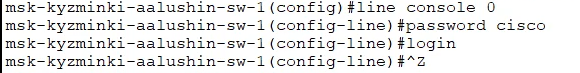 msk-kyzminki-aalushin-sw-1(config)#line console 0
msk-kyzminki-aalushin-sw-1(config-line)#password cisco
msk-kyzminki-aalushin-sw-1(config-line)#login
msk-kyzminki-aalushin-sw-1(config-line)#^Z